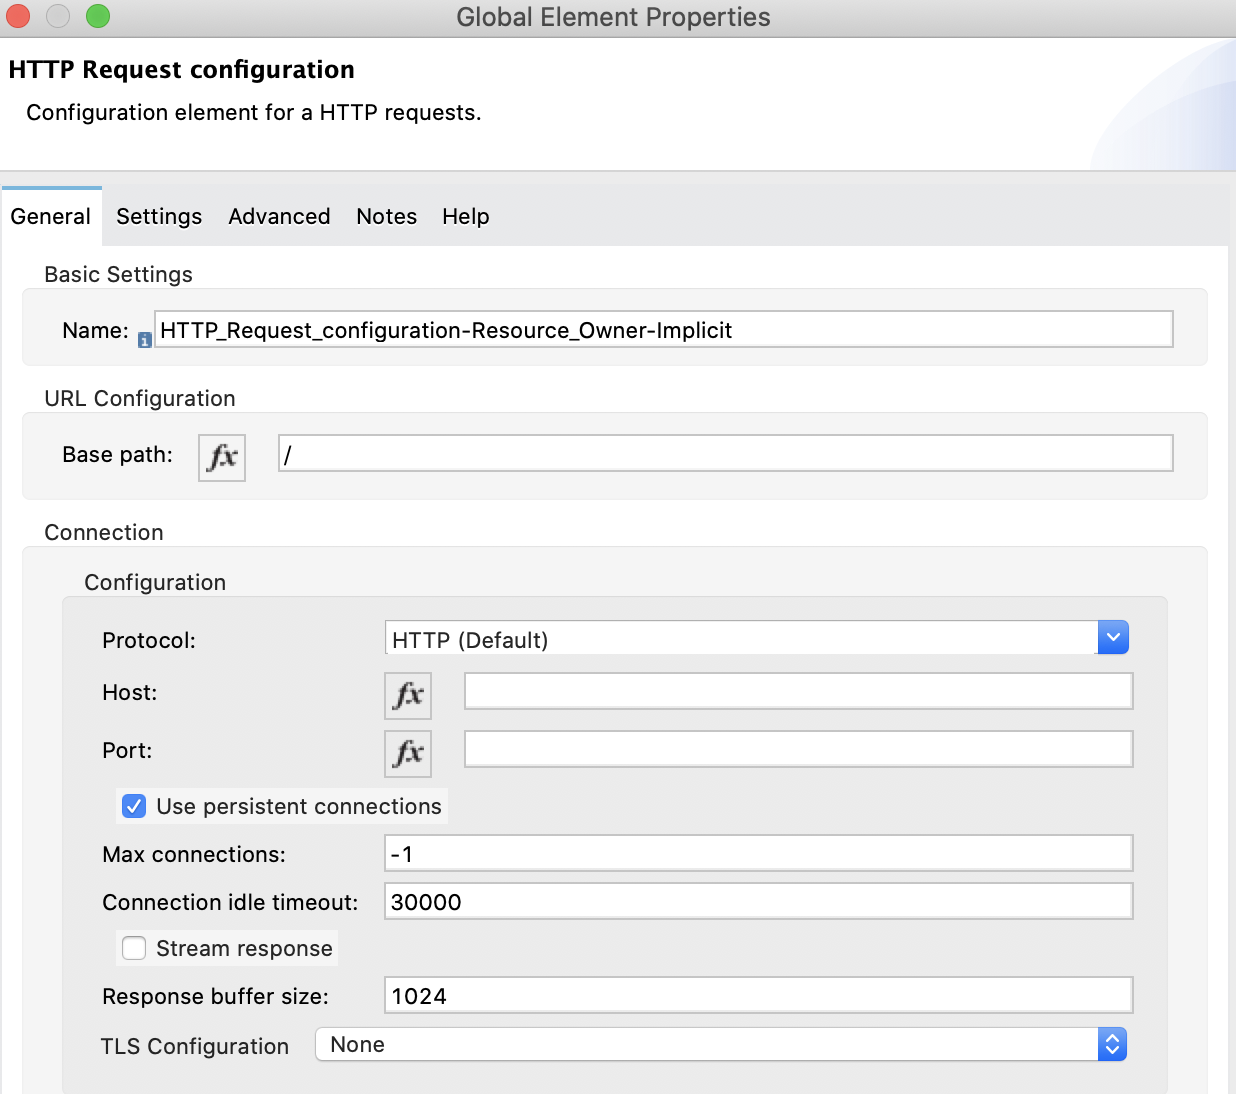 Global Element Properties
HTTP Request configuration
Configuration element for a HTTP requests.
General Settings Advanced Notes Help
Basic Settings
Name: i HTTP_Request_configuration-Resource_Owner-Implicit
URL Configuration
Base path: fx /
Connection
Configuration
Protocol: HTTP (Default)
Host: fx
Port: fx
Use persistent connections
Max connections: -1
Connection idle timeout: 30000
Stream response
Response buffer size: 1024
TLS Configuration None